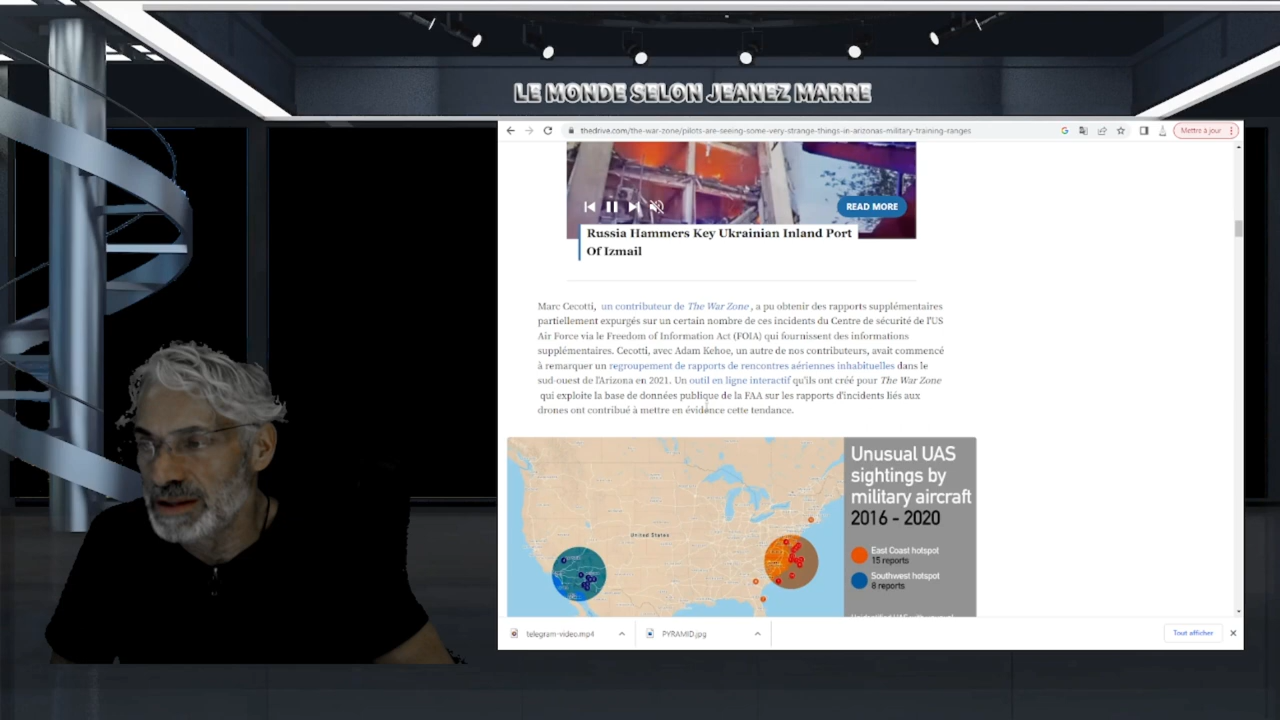 LE MONDE SELON JEANEZ MARRE
thedrive.com/the-war-zone/pilots-are-seeing-some-very-strange-things-in-arizonas-military-training-ranges
Mettre à jour
READ MORE
Russia Hammers Key Ukrainian Inland Port
Of Izmail
Marc Cecotti, un contributeur de The War Zone , a pu obtenir des rapports supplémentaires
partiellement expurgés sur un certain nombre de ces incidents du Centre de sécurité de l'US
Air Force via le Freedom of Information Act (FOIA) qui fournissent des informations
supplémentaires. Cecotti, avec Adam Kehoe, un autre de nos contributeurs, avait commencé
à remarquer un regroupement de rapports de rencontres aériennes inhabituelles dans le
sud-ouest de l'Arizona en 2021. Un outil en ligne interactif qu'ils ont créé pour The War Zone
qui exploite la base de données publique de la FAA sur les rapports d'incidents liés aux
drones ont contribué à mettre en évidence cette tendance.
Unusual UAS
sightings by
military aircraft
2016 - 2020
United States
East Coast hotspot
15 reports
Southwest hotspot
8 reports
telegram-video.mp4
PYRAMID.jpg
Tout afficher